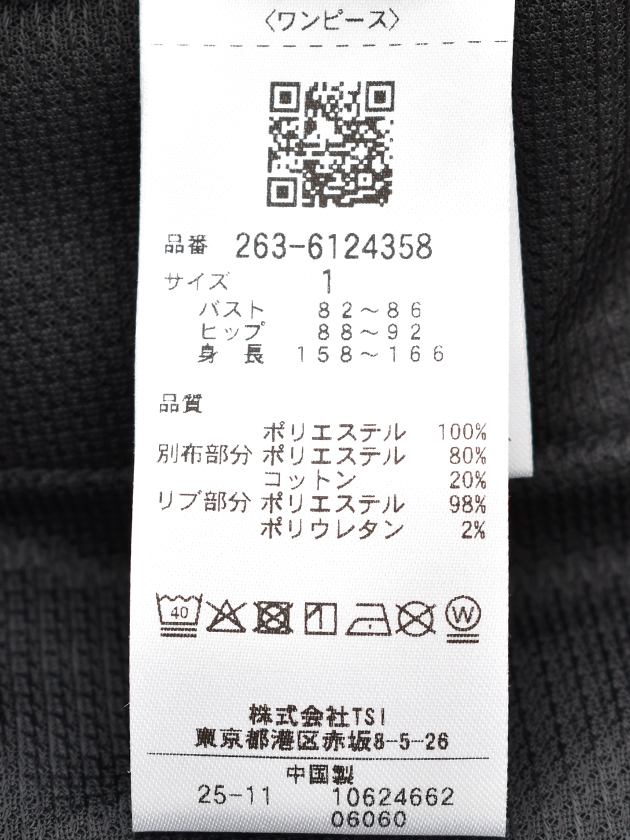 〈ワンピース〉
品番 263-6124358
サイズ 1
バスト 82～86
ヒップ 88～92
身長 158～166
品質
ポリエステル 100%
別布部分 ポリエステル 80%
コットン 20%
リブ部分 ポリエステル 98%
ポリウレタン 2%
40 W
株式会社TSI
東京都港区赤坂8-5-26
中国製
25-11 10624662
06060